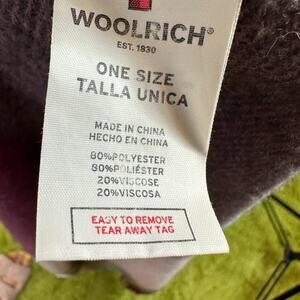 WOOLRICH®
EST. 1830
ONE SIZE
TALLA UNICA
MADE IN CHINA
HECHO EN CHINA
80%POLYESTER
80%POLIÉSTER
20%VISCOSE
20%VISCOSA
EASY TO REMOVE
TEAR AWAY TAG